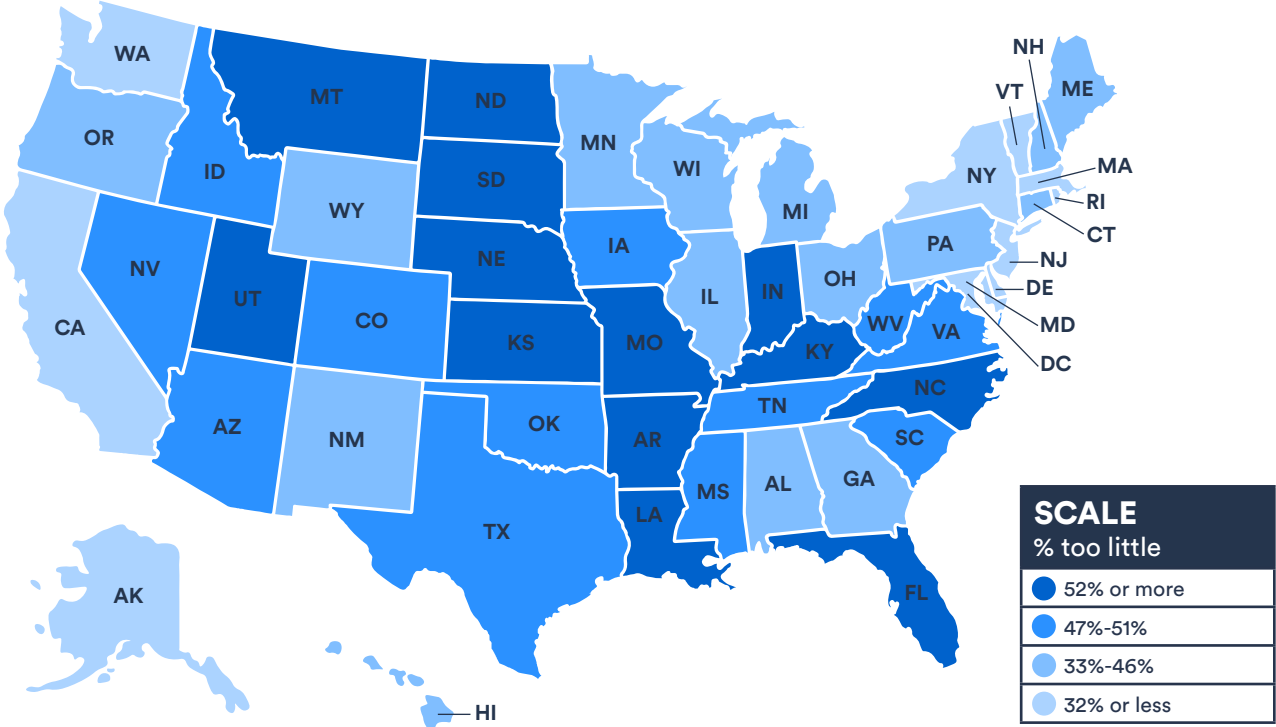 NH
WA
ME
VT
MT
ND
OR
MN
MA
WI
ID
NY
SD
RI
WY
MI
CT
IA
PA
NE
NJ
NV
OH
DE
UT
IN
IL
CO
WV
MD
CA
VA
KS
MO
KY
DC
NC
TN
OK
AZ
NM
AR
SC
GA
AL
MS
LA
TX
SCALE
% too little
52% or more
FL
AK
47%-51%
33%-46%
32% or less
HI